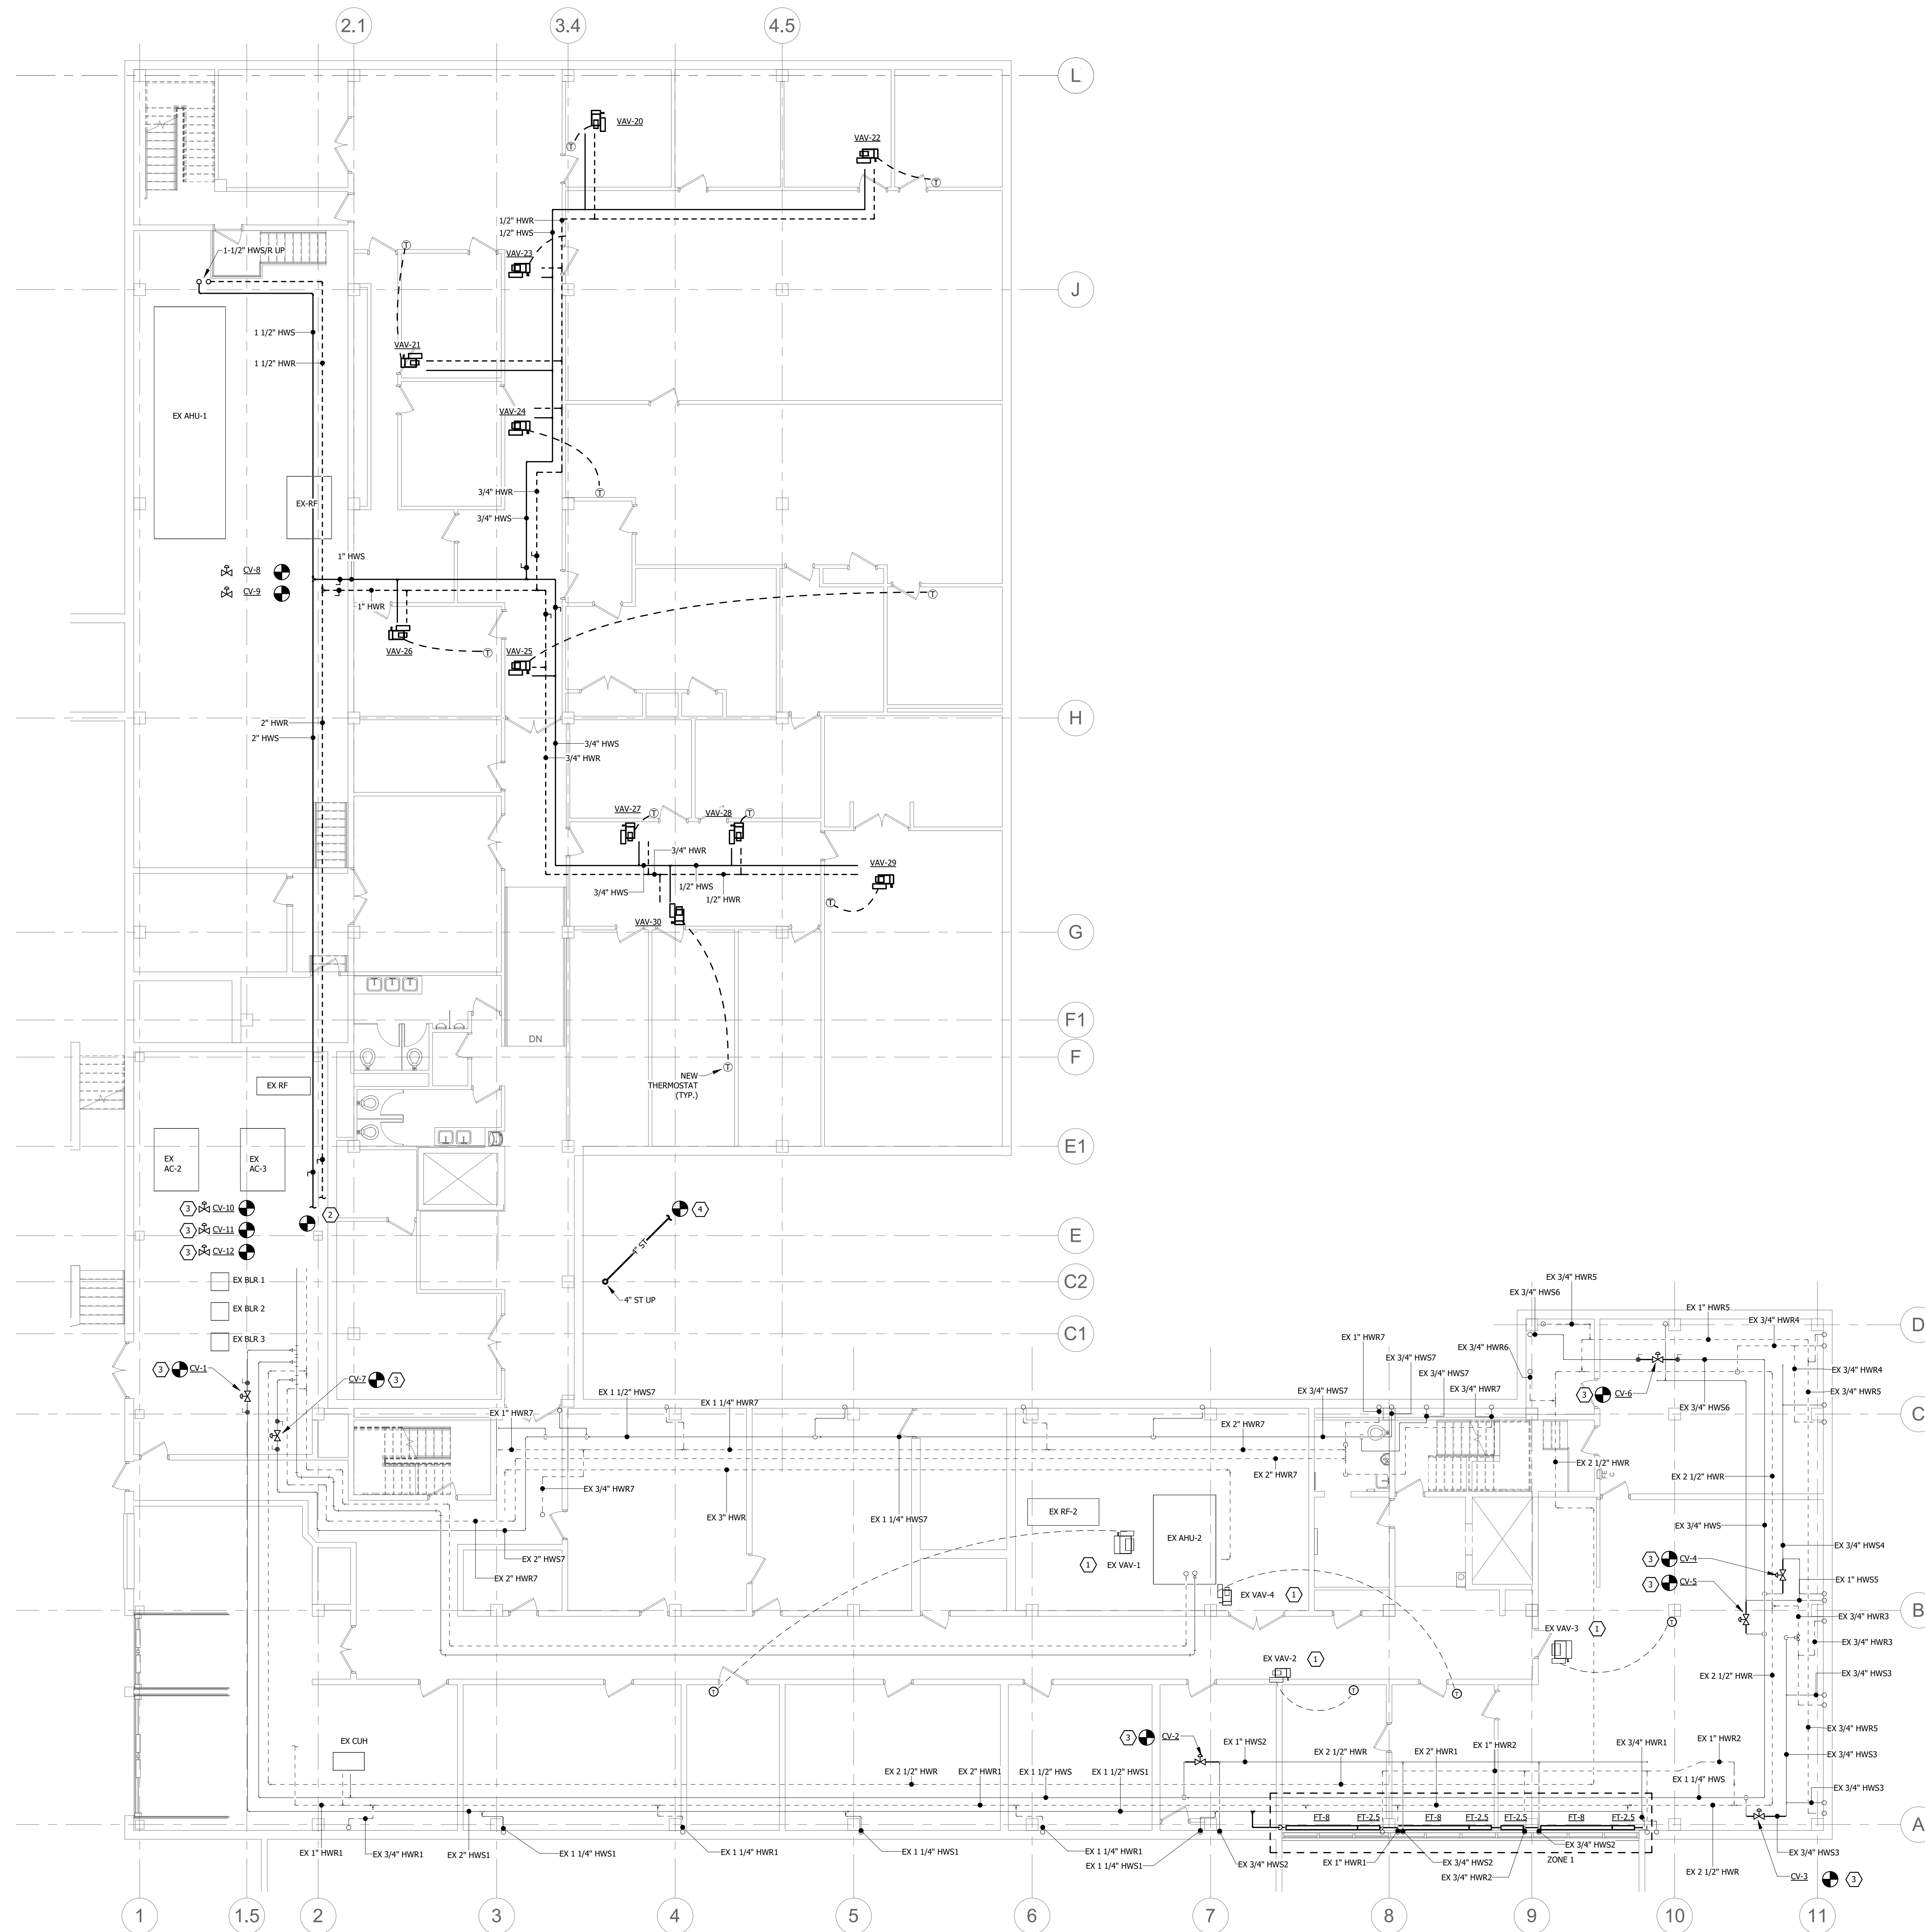 2.1
3.4
4.5
L
VAV-20
VAV-22
1/2" HWR
1/2" HWS
VAV-23
1-1/2" HWS/R UP
J
1 1/2" HWS
VAV-21
1 1/2" HWR
EX AHU-1
VAV-24
3/4" HWR
EX-RF
3/4" HWS
1" HWS
CV-8
CV-9
1" HWR
VAV-26
VAV-25
H
2" HWR
2" HWS
3/4" HWS
3/4" HWR
VAV-27
VAV-28
3/4" HWR
VAV-29
3/4" HWS
1/2" HWS
1/2" HWR
VAV-30
G
F1
DN
F
EX RF
NEW
THERMOSTAT
(TYP.)
E1
EX
AC-2
EX
AC-3
3 CV-10
2
4
3 CV-11
3 CV-12
E
4" ST
EX BLR 1
C2
4" ST UP
EX BLR 2
EX BLR 3
C1
EX 3/4" HWR5
EX 3/4" HWS6
EX 1" HWR5
EX 3/4" HWR4
D
EX 1" HWR7
EX 3/4" HWR6
EX 3/4" HWS7
EX 3/4" HWS7
EX 3/4" HWR7
3 CV-1
CV-7 3
EX 3/4" HWR4
EX 3/4" HWR5
3 CV-6
EX 3/4" HWS6
EX 1 1/2" HWS7
EX 3/4" HWS7
EX 1 1/4" HWR7
EX 1" HWR7
C
EX 2" HWR7
EX 2 1/2" HWR
EX 2" HWR7
EX 2 1/2" HWR
EX 3/4" HWR7
EX 3" HWR
EX 1 1/4" HWS7
EX RF-2
EX AHU-2
EX 3/4" HWS
EX 3/4" HWS4
EX 2" HWS7
1 EX VAV-1
3 CV-4
EX 2" HWR7
EX 1" HWS5
3 CV-5
EX VAV-4 1
B
EX 3/4" HWR3
EX VAV-3 1
EX 3/4" HWR3
EX VAV-2 1
EX 3/4" HWS3
EX 2 1/2" HWR
EX 3/4" HWR5
3 CV-2
EX CUH
EX 1" HWS2
EX 2 1/2" HWR
EX 2" HWR1
EX 1" HWR2
EX 3/4" HWR1
EX 1" HWR2
EX 3/4" HWS3
EX 2 1/2" HWR
EX 2" HWR1
EX 1 1/2" HWS
EX 1 1/2" HWS1
EX 1 1/4" HWS
EX 3/4" HWS3
FT-8
FT-2.5
FT-8
FT-2.5
FT-2.5
FT-8
FT-2.5
A
EX 1" HWR1
EX 3/4" HWR1
EX 2" HWS1
EX 1 1/4" HWS1
EX 1 1/4" HWR1
EX 1 1/4" HWS1
EX 1 1/4" HWR1
EX 1 1/4" HWS1
EX 3/4" HWS2
EX 1" HWR1
EX 3/4" HWS2
EX 3/4" HWR2
EX 3/4" HWS2
ZONE 1
EX 2 1/2" HWR
EX 3/4" HWS3
CV-3 3
1
1.5
2
3
4
5
6
7
8
9
10
11